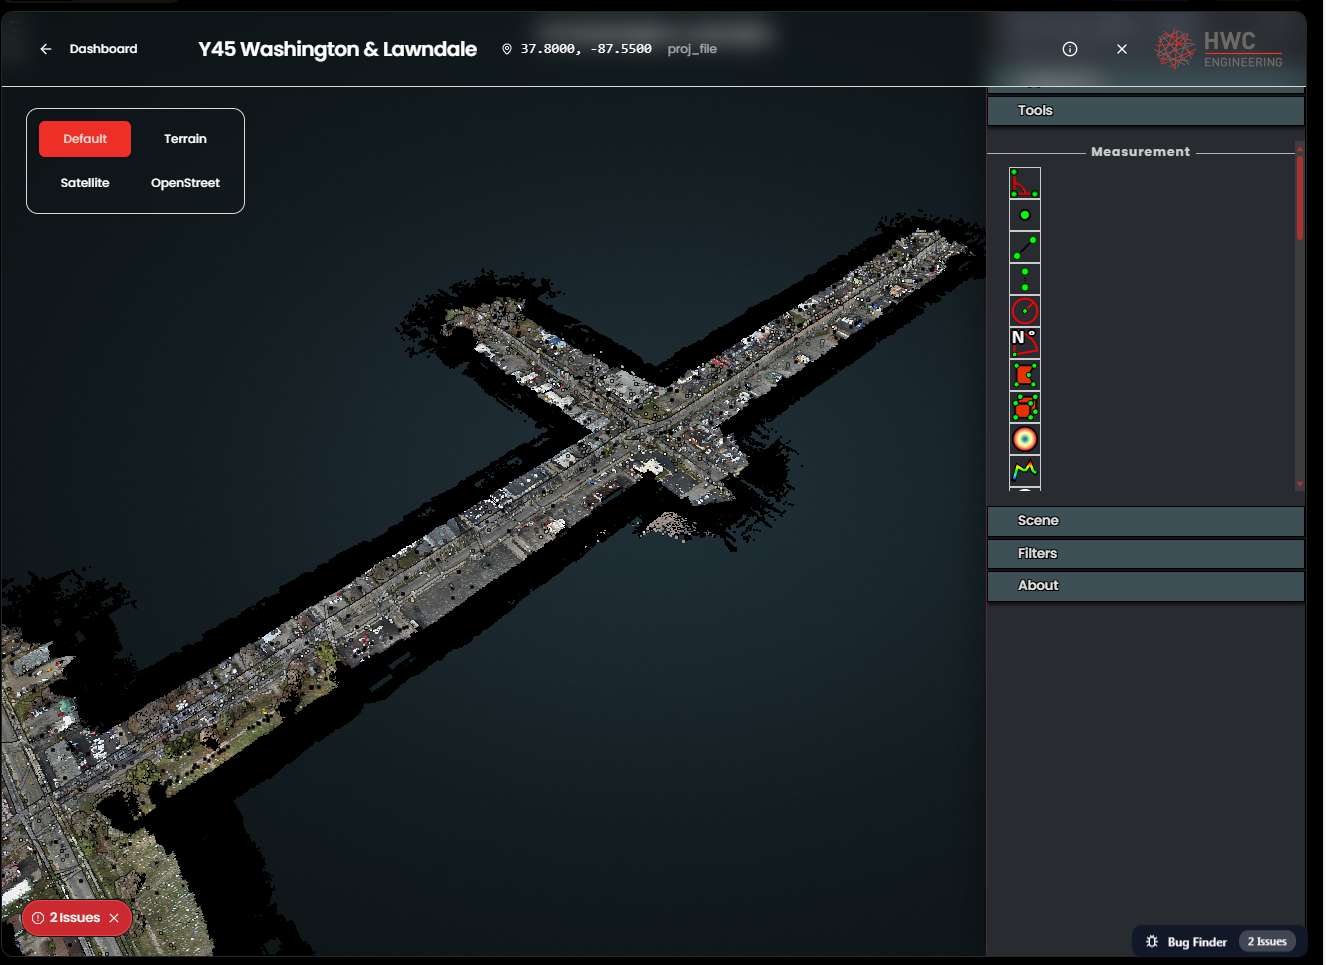 Dashboard
Y45 Washington & Lawndale
37.8000, -87.5500
proj_file
HWC
ENGINEERING
Default
Terrain
Satellite
OpenStreet
Tools
Measurement
N°
Scene
Filters
About
2 Issues
Bug Finder
2 Issues